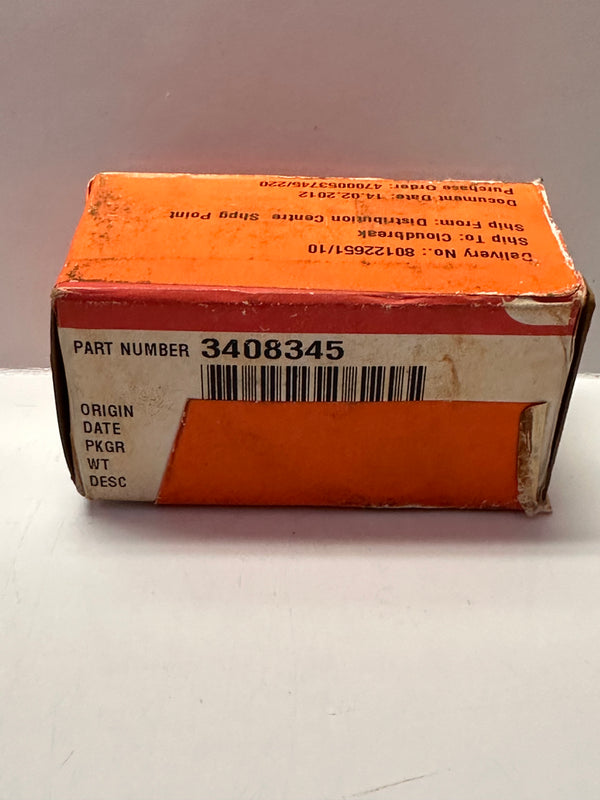 Delivery No.: 80122651/10
Ship To: Cloudbreak
Ship From: Distribution Centre Shpg Point
Document Date: 14.02.2012
Purchase Order: 4700053745/220
PART NUMBER 3408345
ORIGIN
DATE
PKGR
WT
DESC